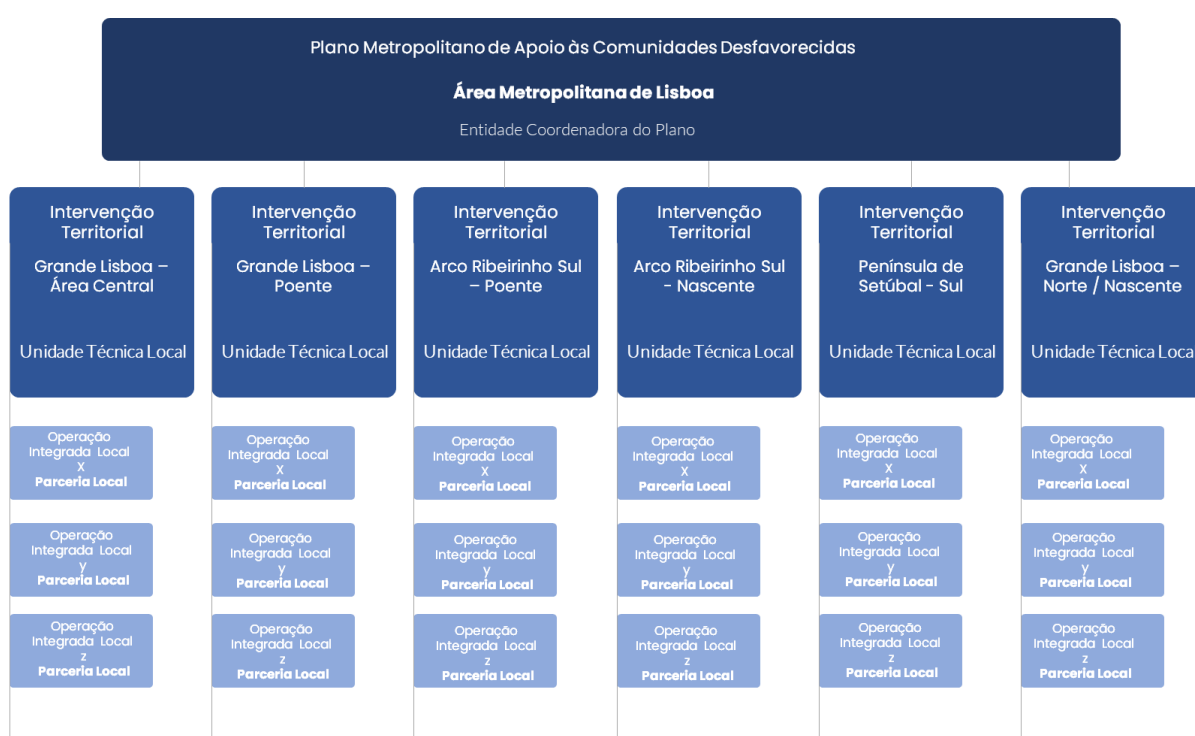 Plano Metropolitano de Apoio às Comunidades Desfavorecidas
Área Metropolitana de Lisboa
Entidade Coordenadora do Plano
Intervenção
Territorial
Grande Lisboa –
Área Central
Unidade Técnica Local
Intervenção
Territorial
Grande Lisboa –
Poente
Unidade Técnica Local
Intervenção
Territorial
Arco Ribeirinho Sul
– Poente
Unidade Técnica Local
Intervenção
Territorial
Arco Ribeirinho Sul
- Nascente
Unidade Técnica Local
Intervenção
Territorial
Península de
Setúbal - Sul
Unidade Técnica Local
Intervenção
Territorial
Grande Lisboa –
Norte / Nascente
Unidade Técnica Local
Operação
Integrada Local
X
Parceria Local
Operação
Integrada Local
X
Parceria Local
Operação
Integrada Local
X
Parceria Local
Operação
Integrada Local
X
Parceria Local
Operação
Integrada Local
X
Parceria Local
Operação
Integrada Local
X
Parceria Local
Operação
Integrada Local
y
Parceria Local
Operação
Integrada Local
y
Parceria Local
Operação
Integrada Local
y
Parceria Local
Operação
Integrada Local
y
Parceria Local
Operação
Integrada Local
y
Parceria Local
Operação
Integrada Local
y
Parceria Local
Operação
Integrada Local
z
Parceria Local
Operação
Integrada Local
z
Parceria Local
Operação
Integrada Local
z
Parceria Local
Operação
Integrada Local
z
Parceria Local
Operação
Integrada Local
z
Parceria Local
Operação
Integrada Local
z
Parceria Local